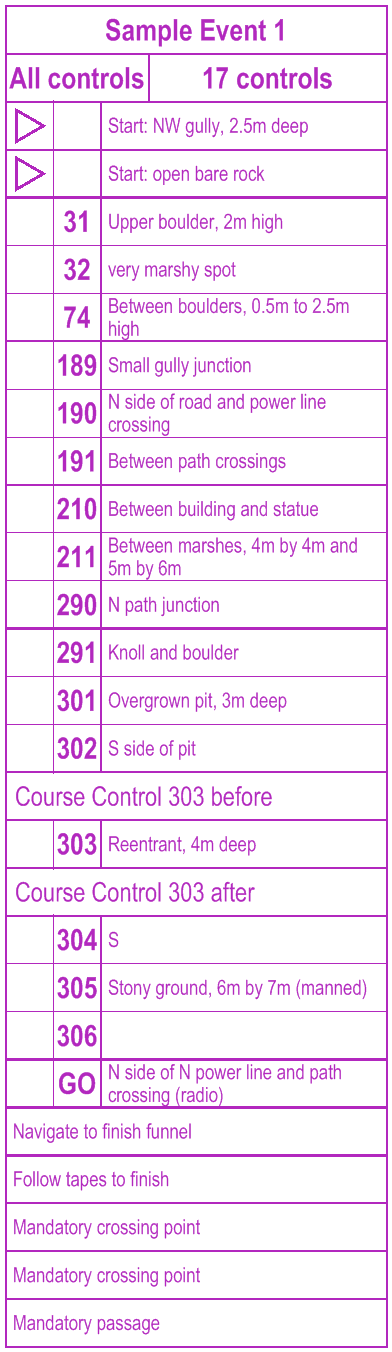 Sample Event 1
All controls 17 controls
Start: NW gully, 2.5m deep
Start: open bare rock
31 Upper boulder, 2m high
32 very marshy spot
74 Between boulders, 0.5m to 2.5m
high
189 Small gully junction
190 N side of road and power line
crossing
191 Between path crossings
210 Between building and statue
211 Between marshes, 4m by 4m and
5m by 6m
290 N path junction
291 Knoll and boulder
301 Overgrown pit, 3m deep
302 S side of pit
Course Control 303 before
303 Reentrant, 4m deep
Course Control 303 after
304 S
305 Stony ground, 6m by 7m (manned)
306
GO N side of N power line and path
crossing (radio)
Navigate to finish funnel
Follow tapes to finish
Mandatory crossing point
Mandatory crossing point
Mandatory passage